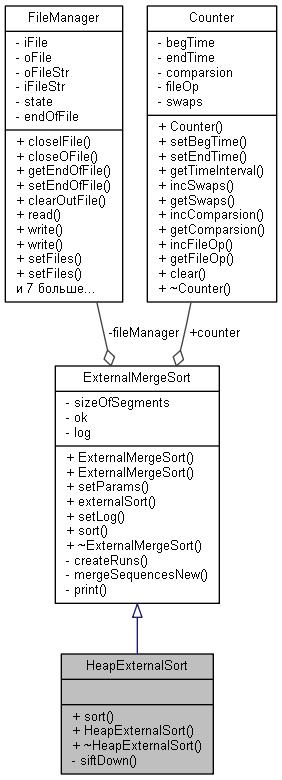 FileManager
- iFile
- oFile
- oFileStr
- iFileStr
- state
- endOfFile
+ closeIFile()
+ closeOFile()
+ getEndOfFile()
+ setEndOfFile()
+ clearOutFile()
+ read()
+ write()
+ write()
+ setFiles()
+ setFiles()
и 7 больше...
Counter
- begTime
- endTime
- comparsion
- fileOp
- swaps
+ Counter()
+ setBegTime()
+ setEndTime()
+ getTimeInterval()
+ incSwaps()
+ getSwaps()
+ incComparsion()
+ getComparsion()
+ incFileOp()
+ getFileOp()
+ clear()
+ ~Counter()
-fileManager
+counter
ExternalMergeSort
- sizeOfSegments
- ok
- log
+ ExternalMergeSort()
+ ExternalMergeSort()
+ setParams()
+ externalSort()
+ setLog()
+ sort()
+ ~ExternalMergeSort()
- createRuns()
- mergeSequencesNew()
- print()
HeapExternalSort
+ sort()
+ HeapExternalSort()
+ ~HeapExternalSort()
- siftDown()